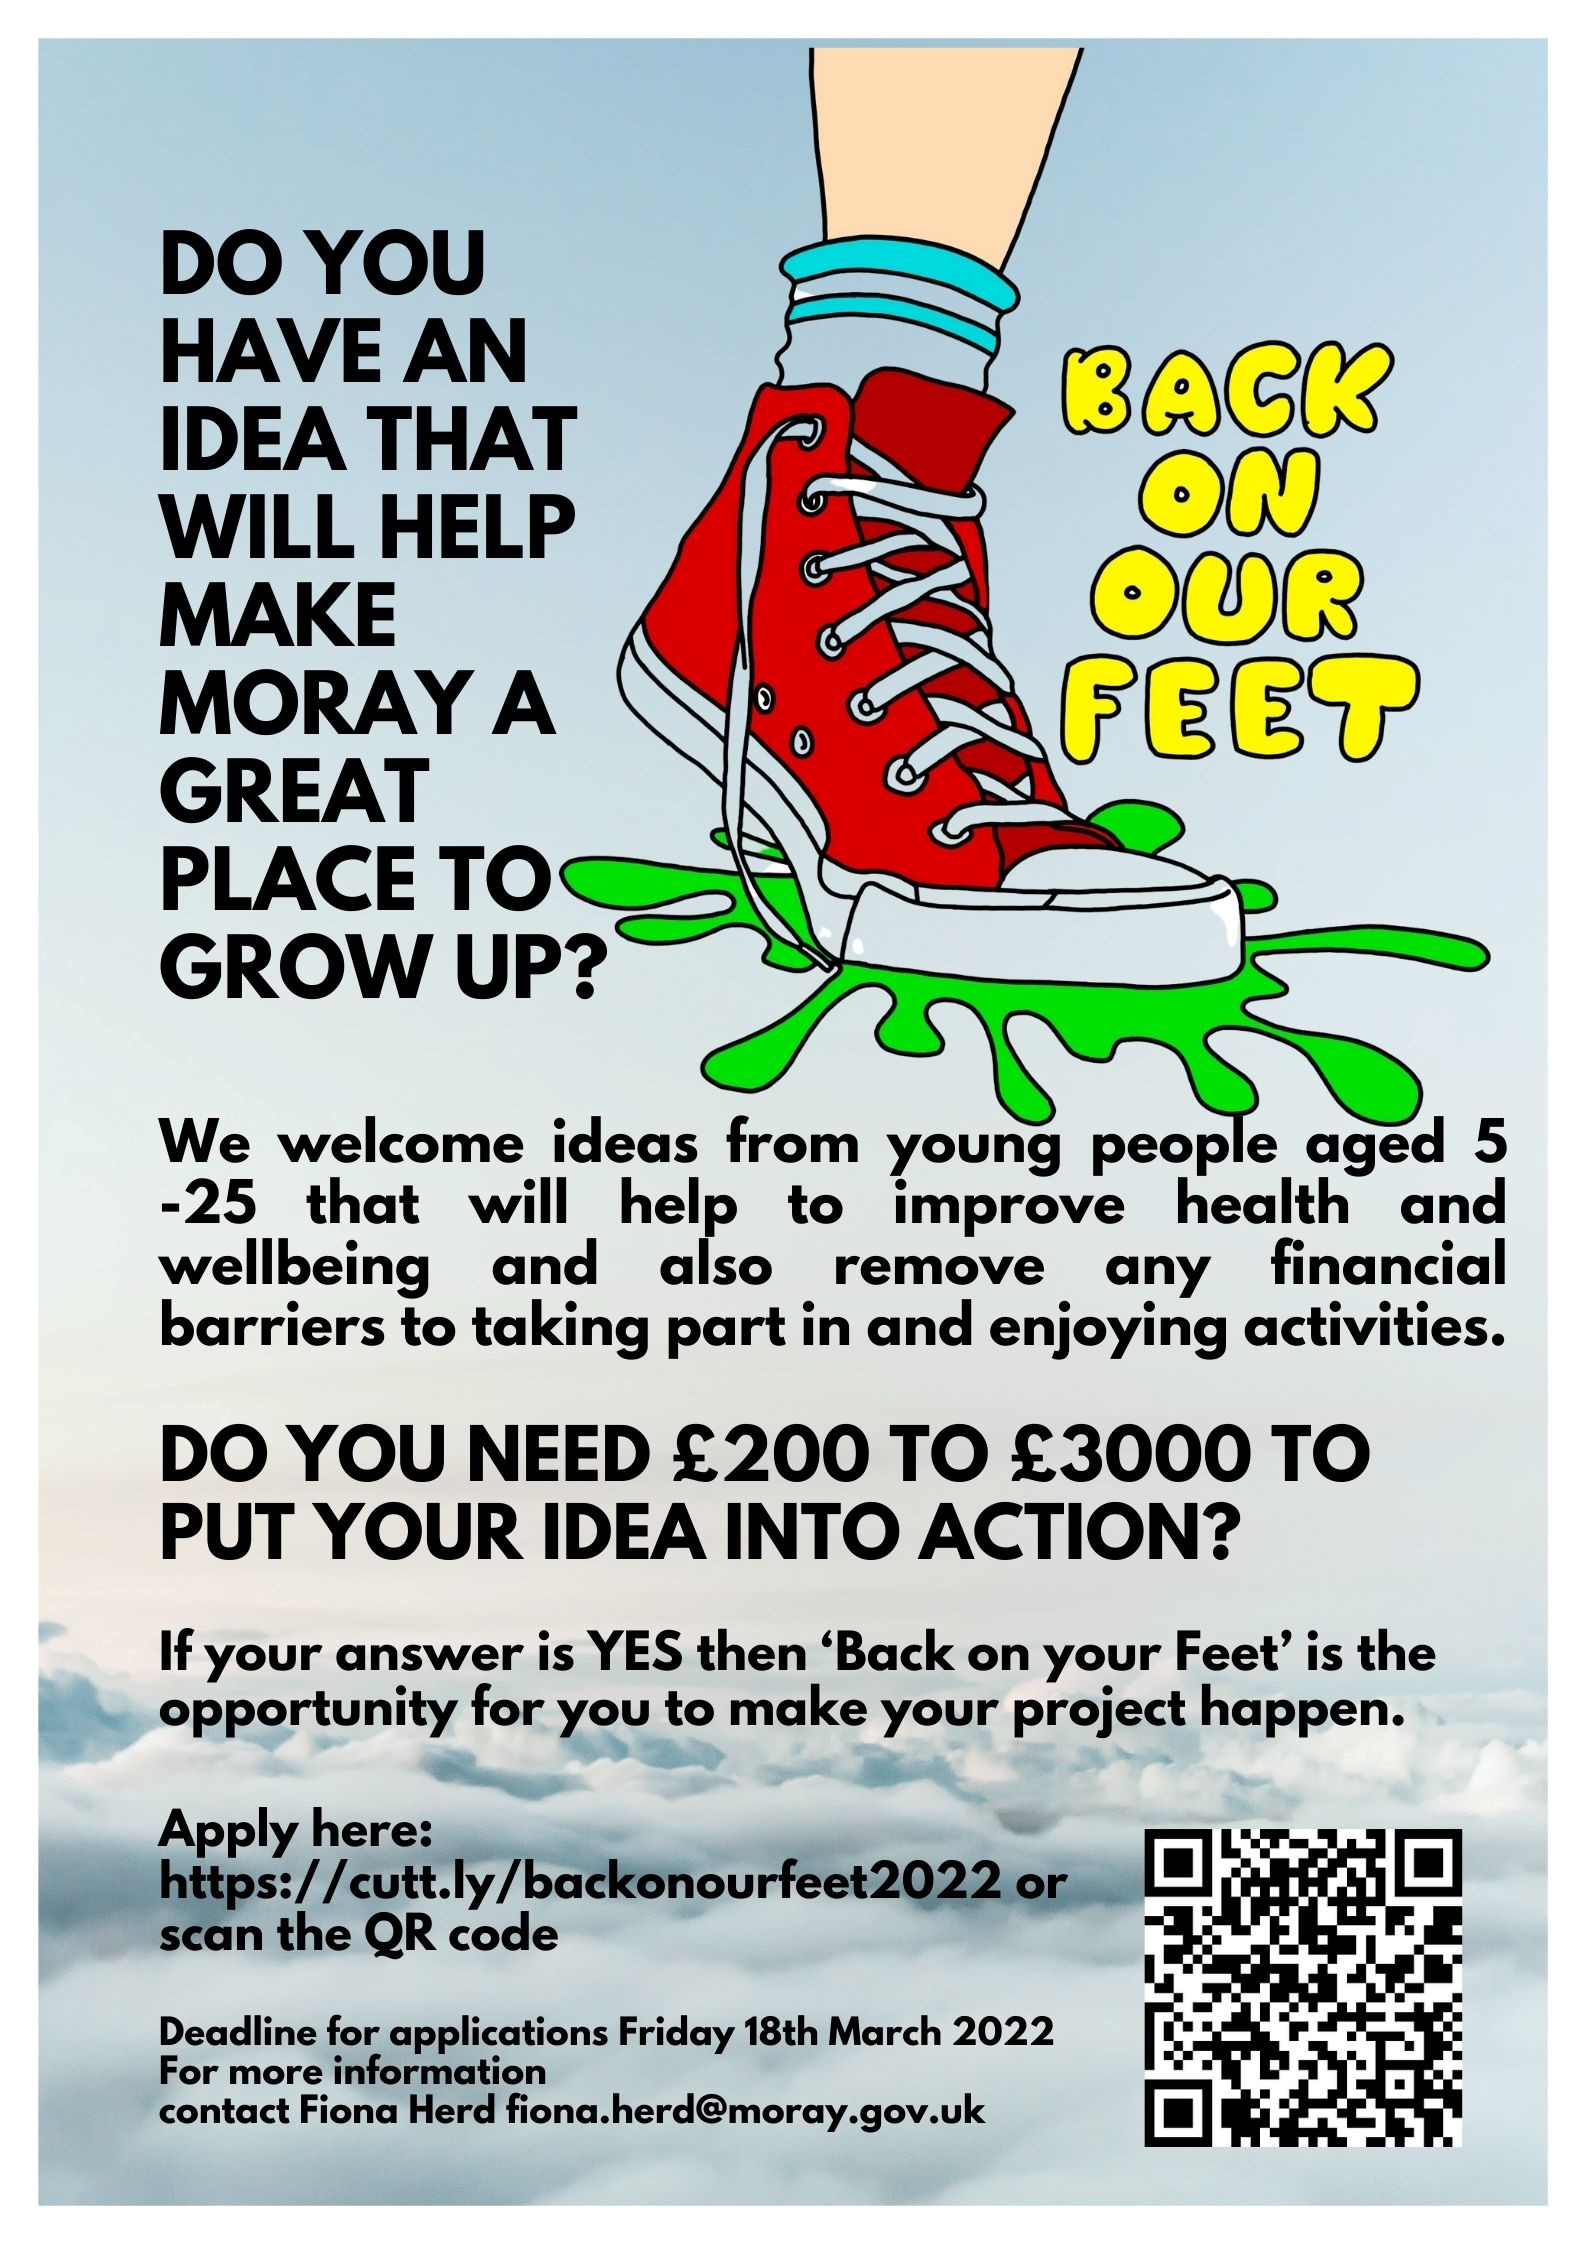 DO YOU
HAVE AN
IDEA THAT
WILL HELP
MAKE
MORAY A
GREAT
PLACE TO
GROW UP?
BACK
ON
OUR
FEET
We welcome ideas from young people aged 5
-25 that will help to improve health and
wellbeing and also remove any financial
barriers to taking part in and enjoying activities.
DO YOU NEED £200 TO £3000 TO
PUT YOUR IDEA INTO ACTION?
If your answer is YES then ‘Back on your Feet’ is the
opportunity for you to make your project happen.
Apply here:
https://cutt.ly/backonourfeet2022 or
scan the QR code
Deadline for applications Friday 18th March 2022
For more information
contact Fiona Herd fiona.herd@moray.gov.uk